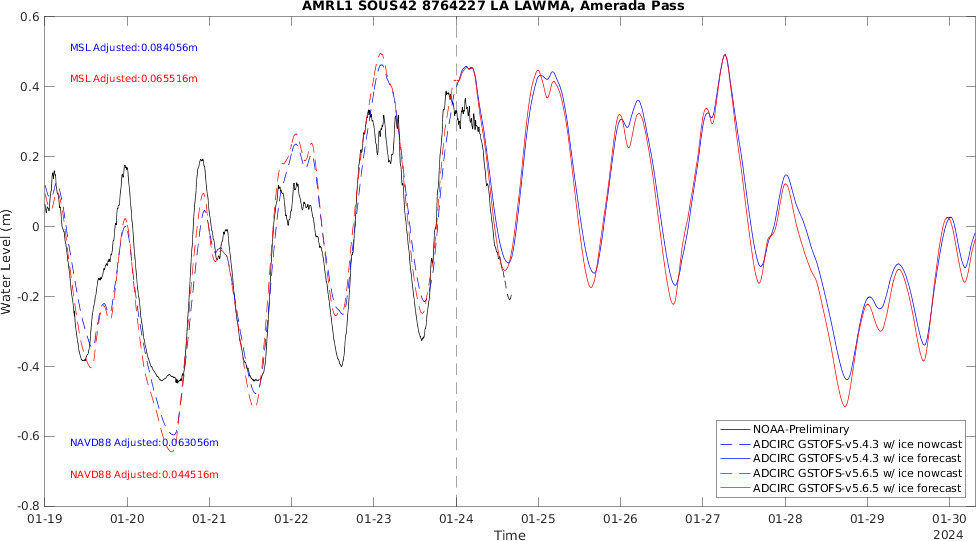 AMRL1 SOUS42 8764227 LA LAWMA, Amerada Pass
0.6
0.4
0.2
0
-0.2
-0.4
-0.6
-0.8
Water Level (m)
MSL Adjusted:0.084056m
MSL Adjusted:0.065516m
NAVD88 Adjusted:0.063056m
NAVD88 Adjusted:0.044516m
NOAA-Preliminary
ADCIRC GSTOFS-v5.4.3 w/ ice nowcast
ADCIRC GSTOFS-v5.4.3 w/ ice forecast
ADCIRC GSTOFS-v5.6.5 w/ ice nowcast
ADCIRC GSTOFS-v5.6.5 w/ ice forecast
01-19 01-20 01-21 01-22 01-23 01-24 01-25 01-26 01-27 01-28 01-29 01-30
Time
2024